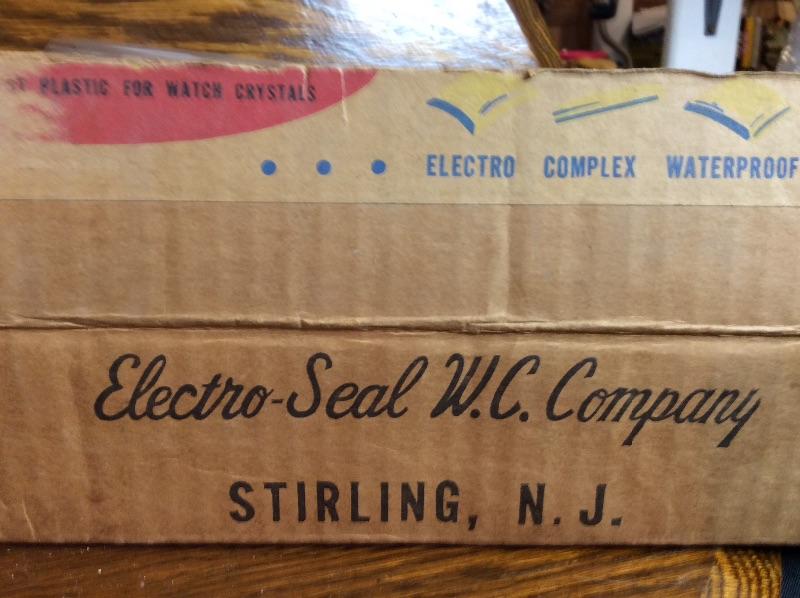 PLASTIC FOR WATCH CRYSTALS
• • • ELECTRO COMPLEX WATERPROOF
Electro-Seal W.C. Company
STIRLING, N. J.